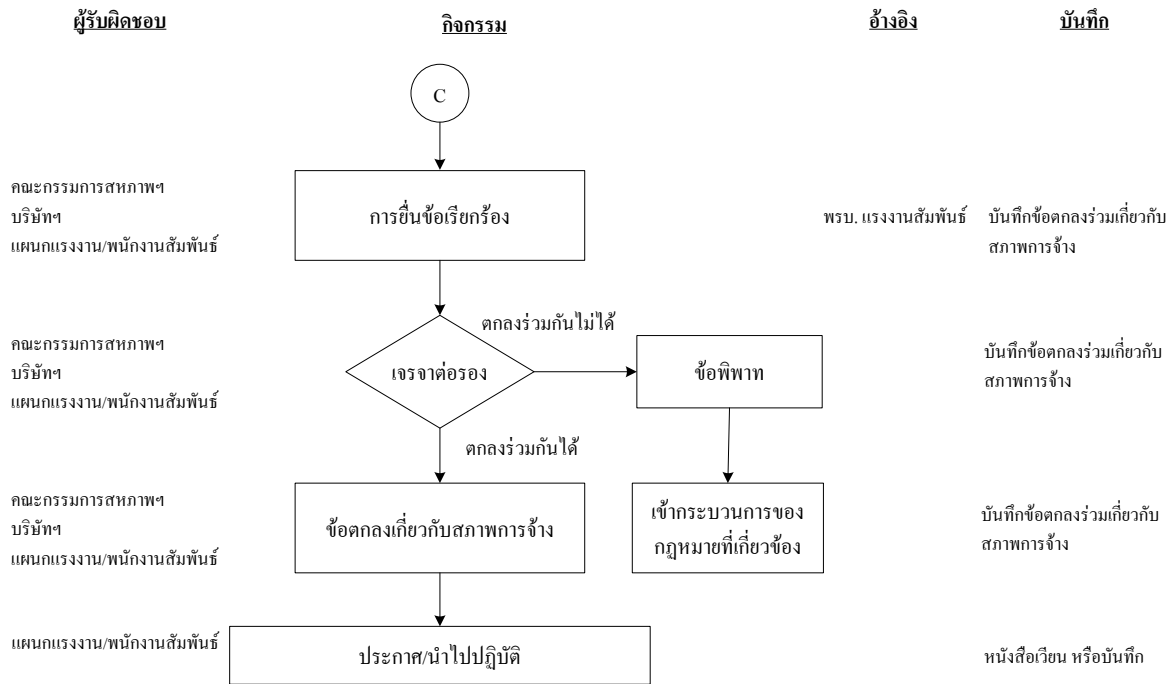 ผู้รับผิดชอบ
กิจกรรม
อ้างอิง
บันทึก
C
คณะกรรมการสหภาพฯ
บริษัทฯ
แผนกแรงงาน/พนักงานสัมพันธ์
การยื่นข้อเรียกร้อง
พรบ. แรงงานสัมพันธ์
บันทึกข้อตกลงร่วมเกี่ยวกับ
สภาพการจ้าง
คณะกรรมการสหภาพฯ
บริษัทฯ
แผนกแรงงาน/พนักงานสัมพันธ์
เจรจาต่อรอง
ตกลงร่วมกันไม่ได้
ข้อพิพาท
บันทึกข้อตกลงร่วมเกี่ยวกับ
สภาพการจ้าง
ตกลงร่วมกันได้
คณะกรรมการสหภาพฯ
บริษัทฯ
แผนกแรงงาน/พนักงานสัมพันธ์
ข้อตกลงเกี่ยวกับสภาพการจ้าง
เข้ากระบวนการของ
กฏหมายที่เกี่ยวข้อง
บันทึกข้อตกลงร่วมเกี่ยวกับ
สภาพการจ้าง
แผนกแรงงาน/พนักงานสัมพันธ์
ประกาศ/นำไปปฏิบัติ
หนังสือเวียน หรือบันทึก